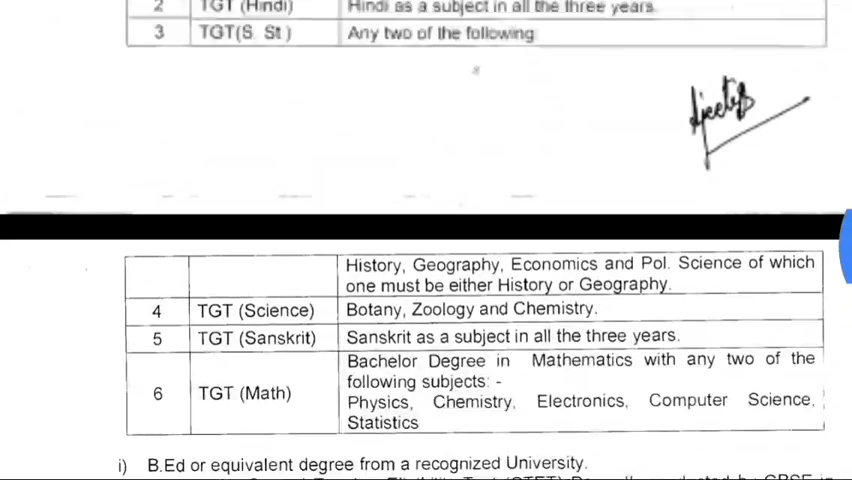 2 TGT (Hindi) Hindi as a subject in all the three years.
3 TGT(S. St.) Any two of the following
History, Geography, Economics and Pol. Science of which
one must be either History or Geography.
4 TGT (Science) Botany, Zoology and Chemistry.
5 TGT (Sanskrit) Sanskrit as a subject in all the three years.
Bachelor Degree in Mathematics with any two of the
following subjects: -
6 TGT (Math)
Physics, Chemistry, Electronics, Computer Science,
Statistics
i) B.Ed or equivalent degree from a recognized University.